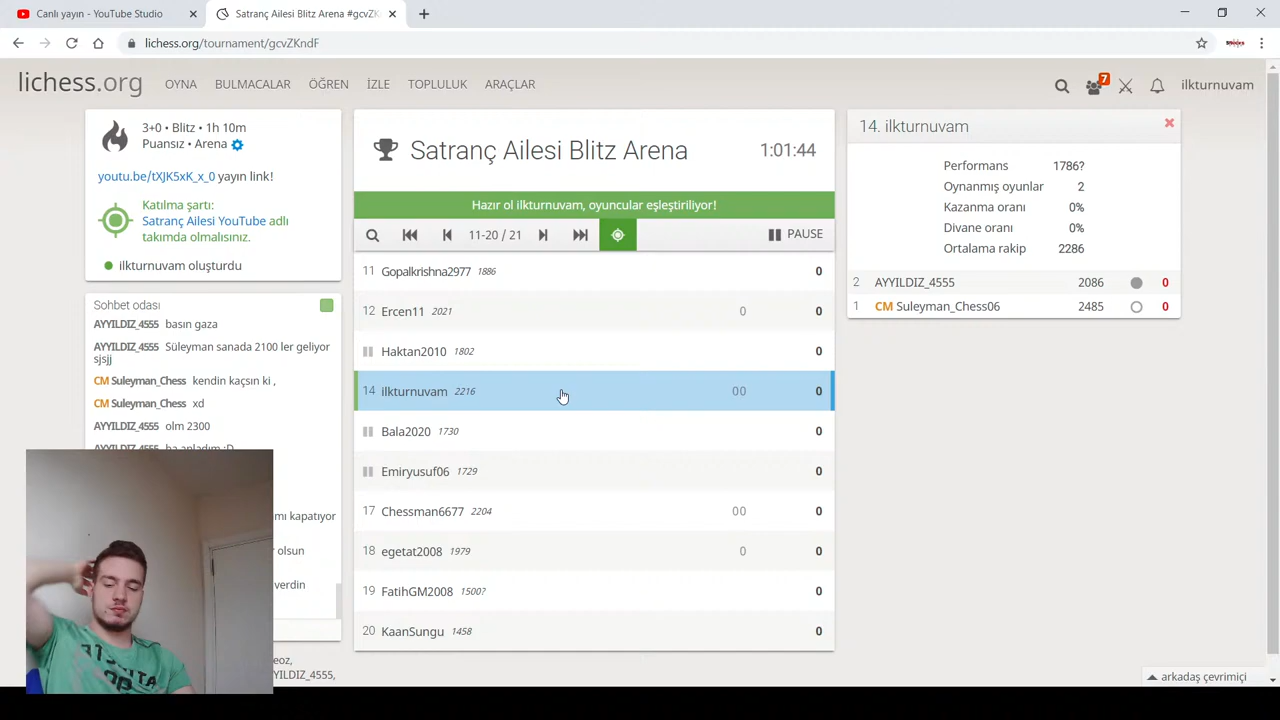 Canlı yayın - YouTube Studio
Satranç Ailesi Blitz Arena #gcvZK
lichess.org/tournament/gcvZKndF
lichess.org
OYNA
BULMACALAR
ÖĞREN
İZLE
TOPLULUK
ARAÇLAR
7
ilkturnuvam
3+0 • Blitz • 1h 10m
Puansız • Arena
youtu.be/tXJK5xK_x_0 yayın link!
Katılma şartı:
Satranç Ailesi YouTube adlı
takımda olmalısınız.
ilkturnuvam oluşturdu
Sohbet odası
AYYILDIZ_4555 basın gaza
AYYILDIZ_4555 Süleyman sanada 2100 ler geliyor
sjsjj
CM Suleyman_Chess kendin kaçsın ki ,
CM Suleyman_Chess xd
AYYILDIZ_4555 olm 2300
AYYILDIZ_4555 ha anladım :D
mı kapatıyor
olsun
verdin
eoz,
YILDIZ_4555,
Satranç Ailesi Blitz Arena
1:01:44
Hazır ol ilkturnuvam, oyuncular eşleştiriliyor!
11-20 / 21
PAUSE
11 Gopalkrishna2977 1886 0
12 Ercen11 2021 0 0
Haktan2010 1802 0
14 ilkturnuvam 2216 00 0
Bala2020 1730 0
Emiryusuf06 1729 0
17 Chessman6677 2204 00 0
18 egetat2008 1979 0 0
19 FatihGM2008 1500? 0
20 KaanSungu 1458 0
14. ilkturnuvam
Performans 1786?
Oynanmış oyunlar 2
Kazanma oranı 0%
Divane oranı 0%
Ortalama rakip 2286
2 AYYILDIZ_4555 2086 0
1 CM Suleyman_Chess06 2485 0
arkadaş çevrimiçi